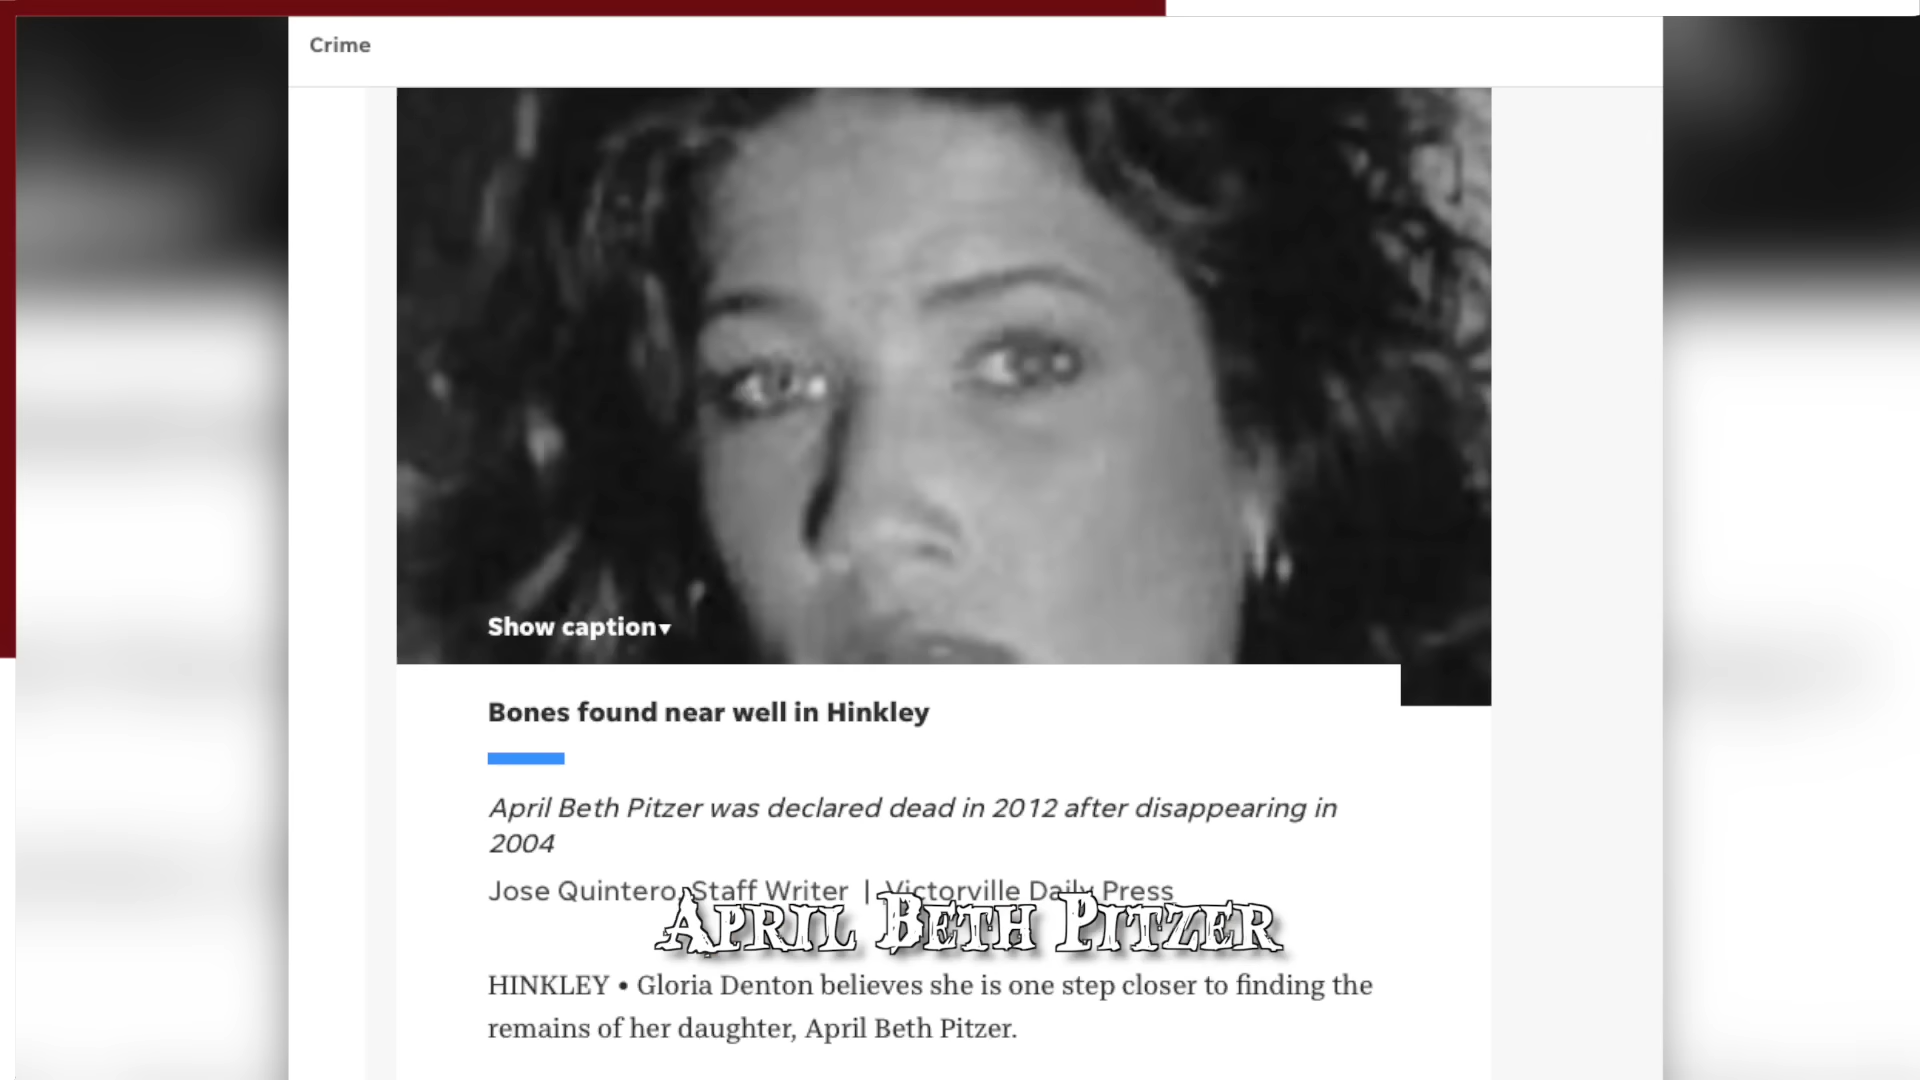 Crime
Show caption▾
Bones found near well in Hinkley
April Beth Pitzer was declared dead in 2012 after disappearing in
2004
Jose Quintero, Staff Writer | Victorville Daily Press
April Beth Pitzer
HINKLEY • Gloria Denton believes she is one step closer to finding the
remains of her daughter, April Beth Pitzer.